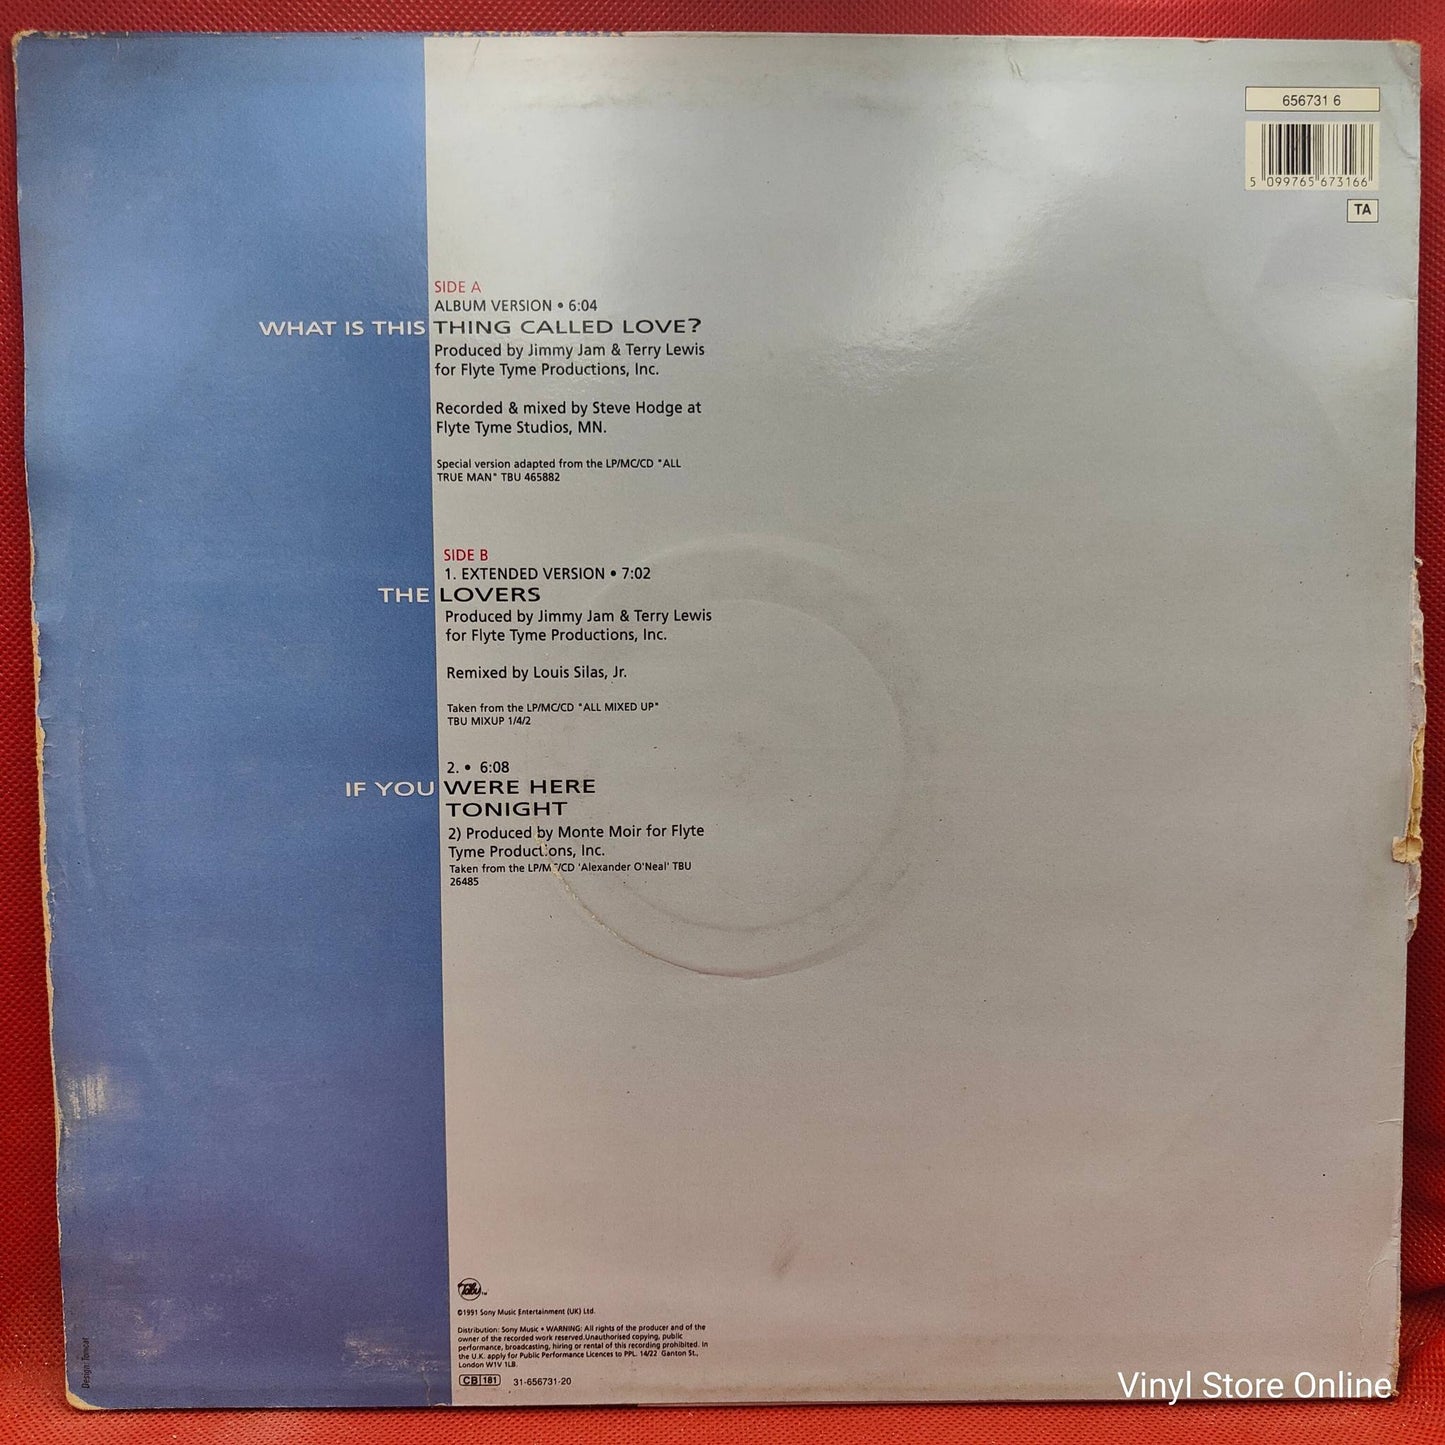 656731 6
5 099765 673166
TA
SIDE A
ALBUM VERSION • 6:04
WHAT IS THIS THING CALLED LOVE?
Produced by Jimmy Jam & Terry Lewis
for Flyte Tyme Productions, Inc.
Recorded & mixed by Steve Hodge at
Flyte Tyme Studios, MN.
Special version adapted from the LP/MC/CD "ALL
TRUE MAN" TBU 465882
SIDE B
1. EXTENDED VERSION • 7:02
THE LOVERS
Produced by Jimmy Jam & Terry Lewis
for Flyte Tyme Productions, Inc.
Remixed by Louis Silas, Jr.
Taken from the LP/MC/CD "ALL MIXED UP"
TBU MIXUP 1/4/2
2. • 6:08
IF YOU WERE HERE
TONIGHT
2) Produced by Monte Moir for Flyte
Tyme Productions, Inc.
Taken from the LP/MC/CD 'Alexander O'Neal' TBU
26485
Tabu TM
©1991 Sony Music Entertainment (UK) Ltd.
Distribution: Sony Music • WARNING: All rights of the producer and of the
owner of the recorded work reserved.Unauthorised copying, public
performance, broadcasting, hiring or rental of this recording prohibited. In
the U.K. apply for Public Performance Licences to PPL. 14/22 Ganton St.,
London W1V 1LB.
CB 181 31-656731-20
Design: Tomcat
Vinyl Store Online